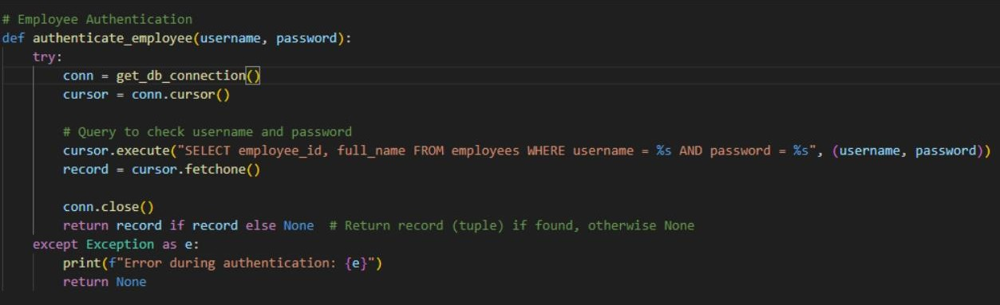 # Employee Authentication
def authenticate_employee(username, password):
    try:
        conn = get_db_connection()
        cursor = conn.cursor()

        # Query to check username and password
        cursor.execute("SELECT employee_id, full_name FROM employees WHERE username = %s AND password = %s", (username, password))
        record = cursor.fetchone()

        conn.close()
        return record if record else None  # Return record (tuple) if found, otherwise None
    except Exception as e:
        print(f"Error during authentication: {e}")
        return None